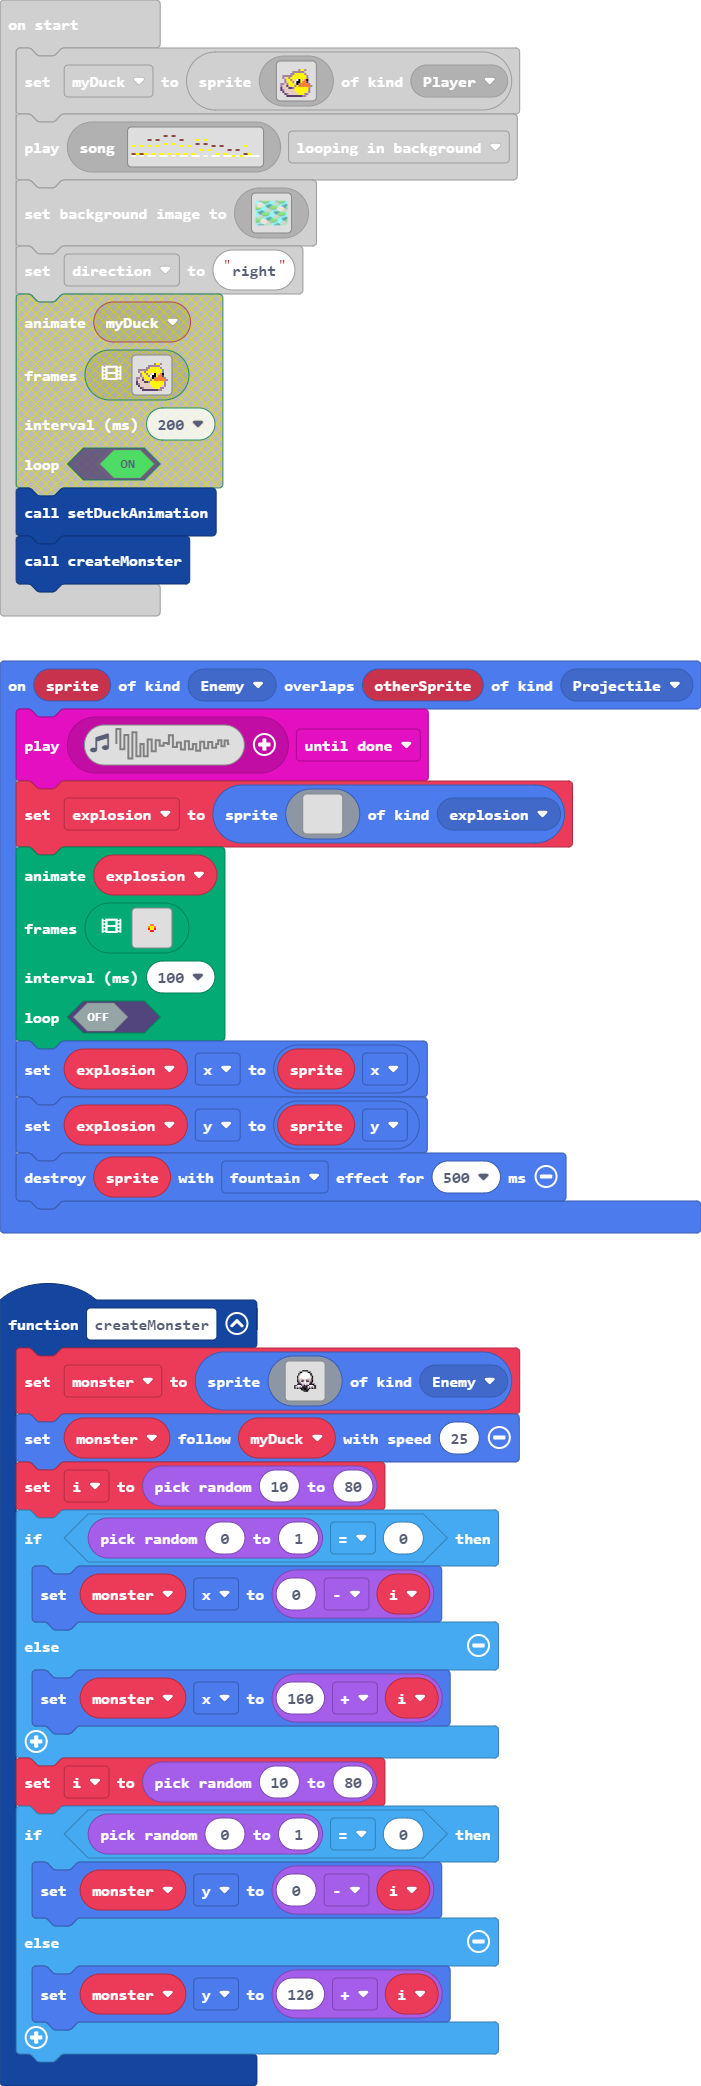 on start
set myDuck to sprite of kind Player
play song looping in background
set background image to
set direction to "right"
animate myDuck
frames
interval (ms) 200
loop ON
call setDuckAnimation
call createMonster
on sprite of kind Enemy overlaps otherSprite of kind Projectile
play until done
set explosion to sprite of kind explosion
animate explosion
frames
interval (ms) 100
loop OFF
set explosion x to sprite x
set explosion y to sprite y
destroy sprite with fountain effect for 500 ms
function createMonster
set monster to sprite of kind Enemy
set monster follow myDuck with speed 25
set i to pick random 10 to 80
if pick random 0 to 1 = 0 then
set monster x to 0 - i
else
set monster x to 160 + i
set i to pick random 10 to 80
if pick random 0 to 1 = 0 then
set monster y to 0 - i
else
set monster y to 120 + i